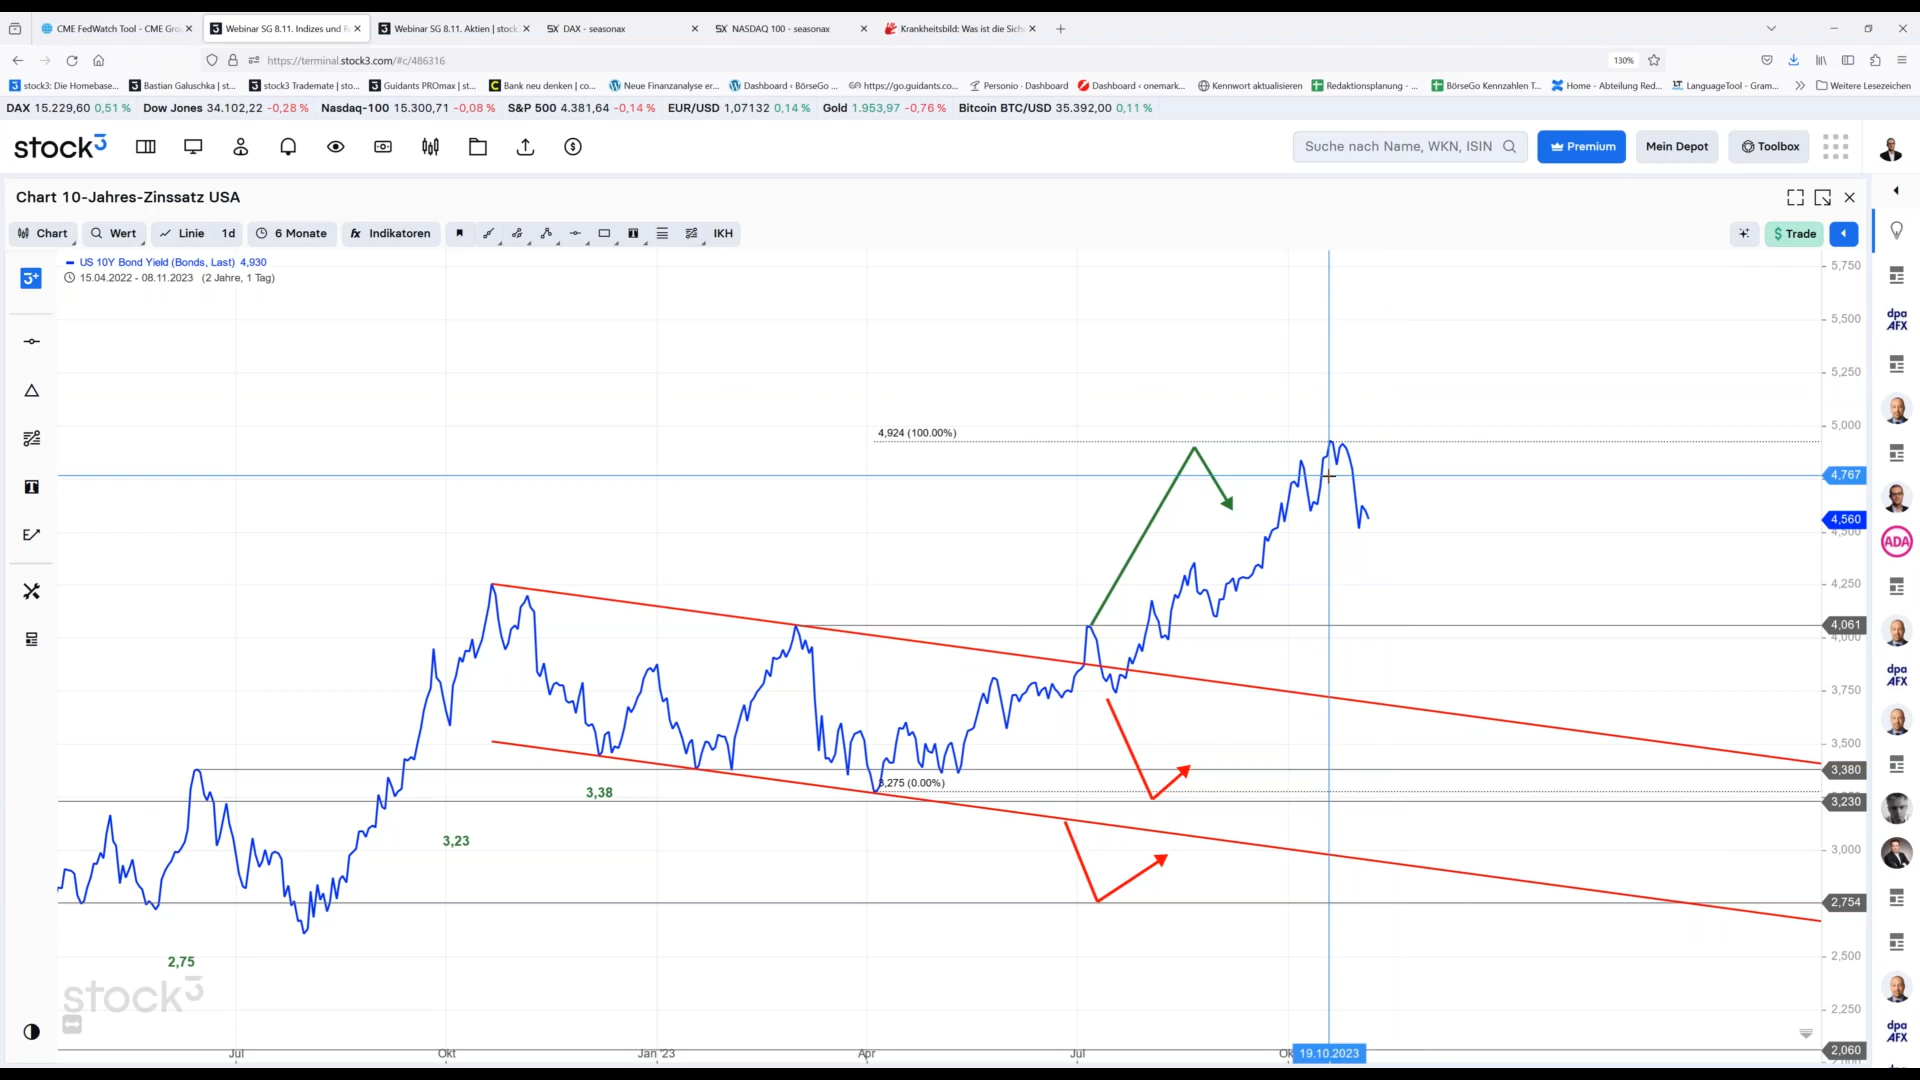 CME FedWatch Tool - CME Gro
Webinar SG 8.11. Indizes und R
Webinar SG 8.11. Aktien | stock
DAX - seasonax
NASDAQ 100 - seasonax
Krankheitsbild: Was ist die Sich
https://terminal.stock3.com/#c/486316
130%
stock3: Die Homebase...
Bastian Galuschka | st...
stock3 Trademate | sto...
Guidants PROmax | st...
Bank neu denken | co...
Neue Finanzanalyse er...
Dashboard ‹ BörseGo ...
https://go.guidants.co...
Personio · Dashboard
Dashboard ‹ onemark...
Kennwort aktualisieren
Redaktionsplanung - ...
BörseGo Kennzahlen T...
Home - Abteilung Red...
LanguageTool - Gram...
Weitere Lesezeichen
DAX 15.229,60 0,51 % Dow Jones 34.102,22 -0,28 % Nasdaq-100 15.300,71 -0,08 % S&P 500 4.381,64 -0,14 % EUR/USD 1,07132 0,14 % Gold 1.953,97 -0,76 % Bitcoin BTC/USD 35.392,00 0,11 %
stock3
Suche nach Name, WKN, ISIN
Premium
Mein Depot
Toolbox
Chart 10-Jahres-Zinssatz USA
Chart
Wert
Linie
1d
6 Monate
fx Indikatoren
IKH
$ Trade
US 10Y Bond Yield (Bonds, Last) 4,930
15.04.2022 - 08.11.2023 (2 Jahre, 1 Tag)
5,750
5,500
5,250
4,924 (100.00%)
5,000
4,767
4,560
4,500
4,250
4,061
4,000
3,750
3,500
3,380
3,275 (0.00%)
3,38
3,230
3,23
3,000
2,754
2,500
2,75
stock3
2,250
2,060
Jul
Okt
Jan '23
Apr
Jul
Ok
19.10.2023
dpa
AFX
ADA
dpa
AFX
dpa
AFX